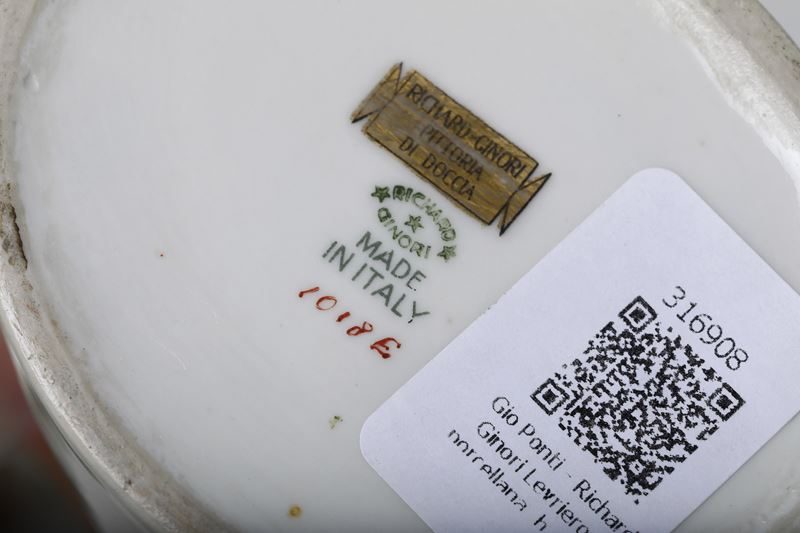 RICHARD-GINORI
PITTORIA
DI DOCCIA
RICHARD
GINORI
MADE
IN ITALY
1018E
316908
Gio Ponti - Richard
Ginori Levriero
porcellana h